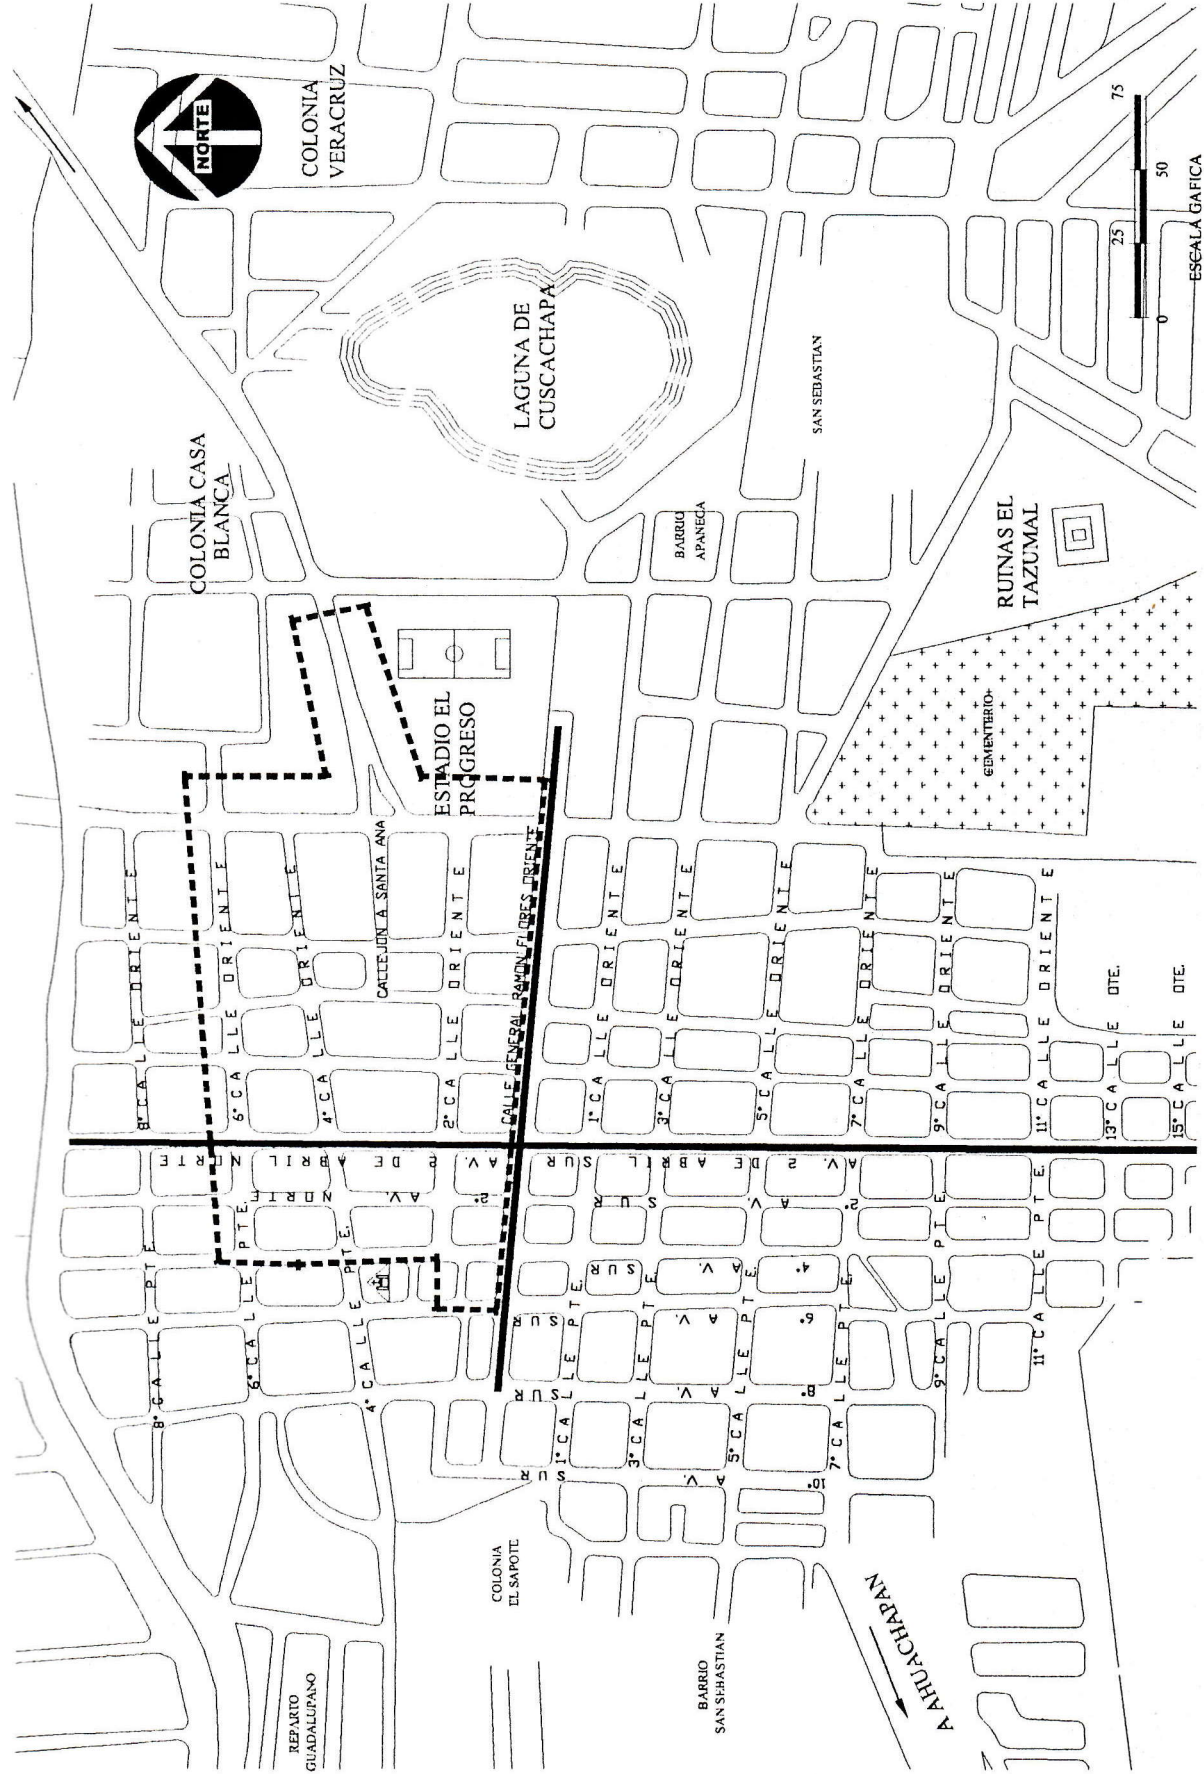 NORTE
COLONIA
VERACRUZ
COLONIA CASA
BLANCA
LAGUNA DE
CUSCACHAPA
SAN SEBASTIAN
BARRIO
APANECA
RUINAS EL
TAZUMAL
CEMENTERIO
ESTADIO EL
PROGRESO
CALLEJON A SANTA ANA
CALLE GENERAL RAMON FLORES ORIENTE
8° CALLE ORIENTE
6° CALLE ORIENTE
4° CALLE ORIENTE
2° CALLE ORIENTE
1° CALLE ORIENTE
3° CALLE ORIENTE
5° CALLE ORIENTE
7° CALLE ORIENTE
9° CALLE ORIENTE
11° CALLE ORIENTE
13° CALLE OTE.
15° CALLE OTE.
AV. 2 DE ABRIL NORTE
AV. 2 DE ABRIL SUR
2° AV. NORTE
2° AV. SUR
4° AV. SUR
6° AV. SUR
8° AV. SUR
10° AV. SUR
8° CALLE PTE.
6° CALLE PTE.
4° CALLE PTE.
1° CALLE PTE.
3° CALLE PTE.
5° CALLE PTE.
7° CALLE PTE.
9° CALLE PTE.
11° CALLE PTE.
COLONIA
EL SAPOTE
REPARTO
GUADALUPANO
BARRIO
SAN SEBASTIAN
A AHUACHAPAN
0 25 50 75
ESCALA GAFICA